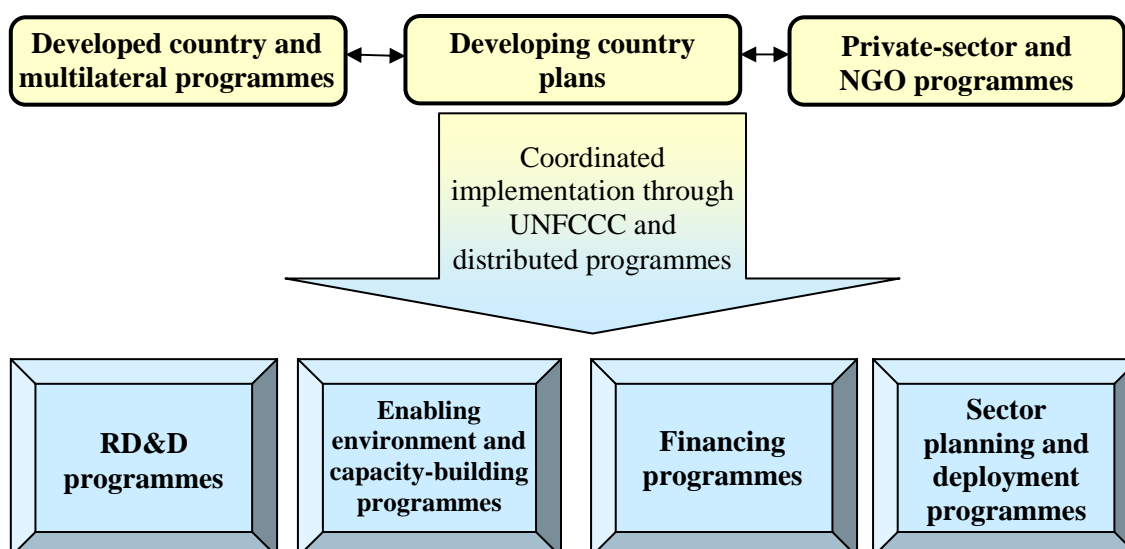 Developed country and
multilateral programmes
Developing country
plans
Private-sector and
NGO programmes
Coordinated
implementation through
UNFCCC and
distributed programmes
RD&D
programmes
Enabling
environment and
capacity-building
programmes
Financing
programmes
Sector
planning and
deployment
programmes